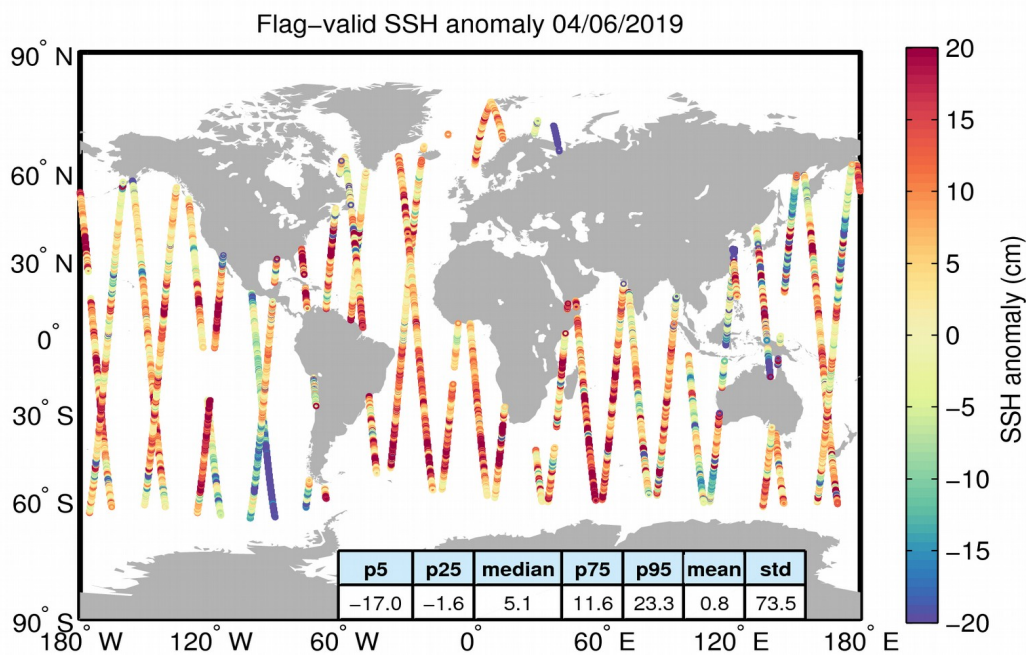 Flag−valid SSH anomaly 04/06/2019
90° N
60° N
30° N
0°
30° S
60° S
90° S
180° W
120° W
60° W
0°
60° E
120° E
180° E
p5 p25 median p75 p95 mean std
−17.0 −1.6 5.1 11.6 23.3 0.8 73.5
20
15
10
5
0
−5
−10
−15
−20
SSH anomaly (cm)